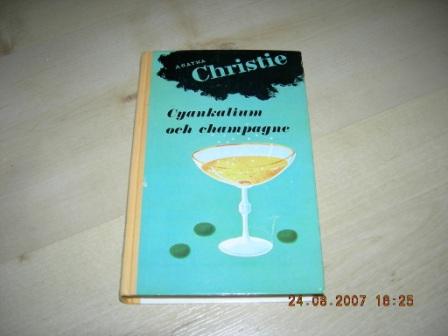 AGATHA
Christie
Cyankalium
och champagne
24.08.2007 16:25